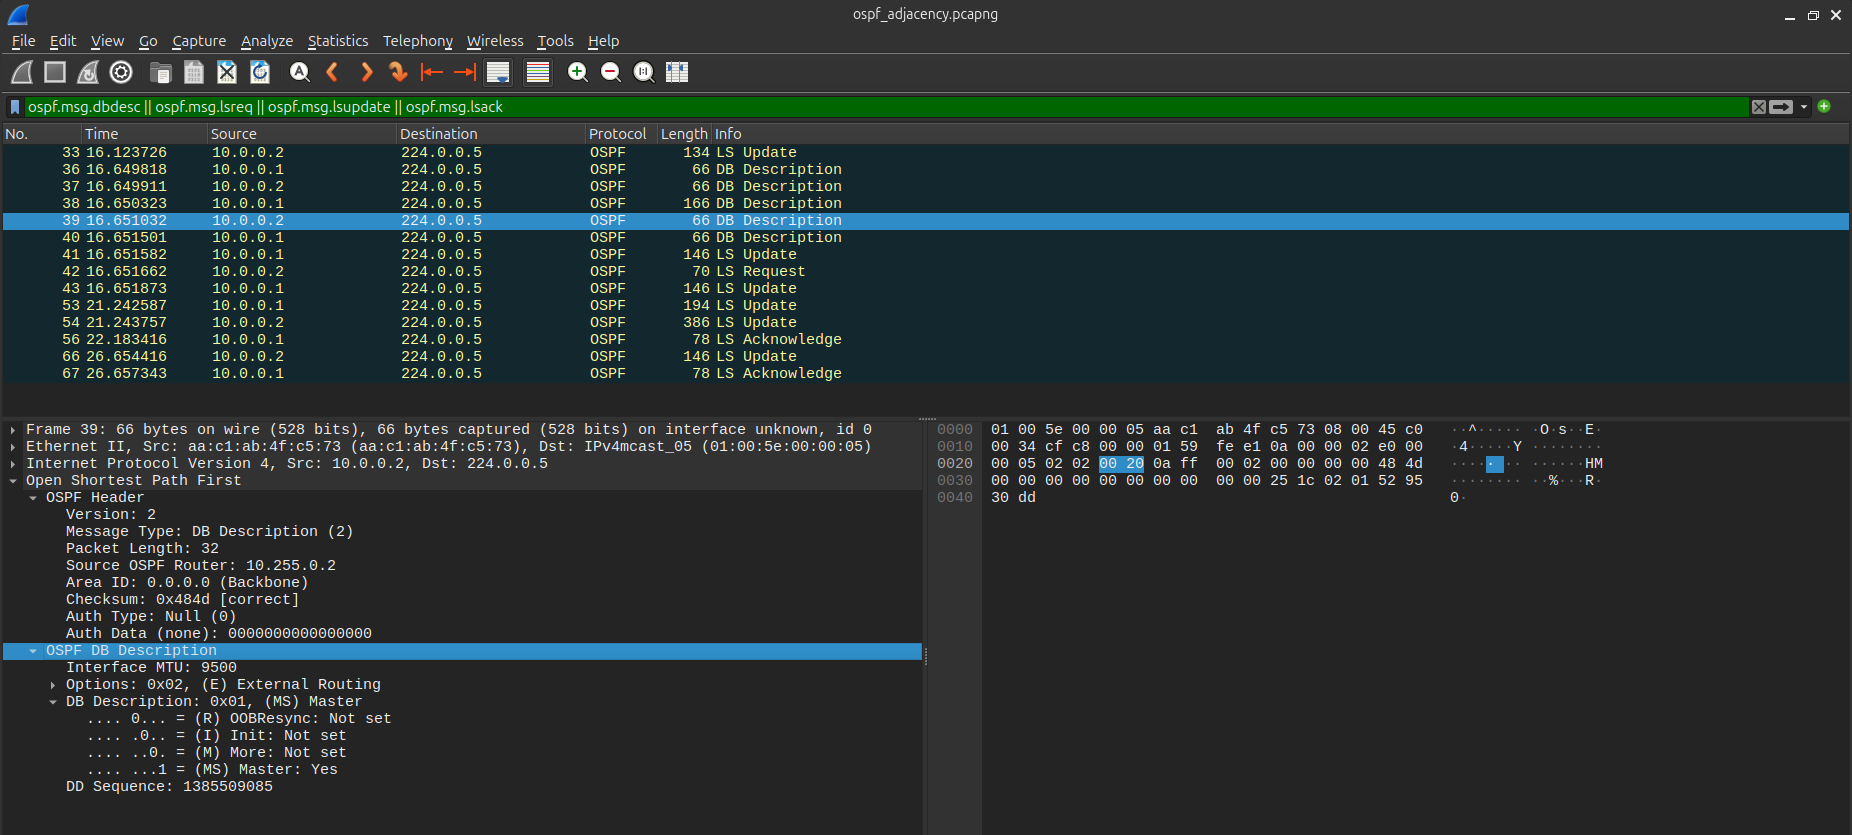 ospf_adjacency.pcapng
File Edit View Go Capture Analyze Statistics Telephony Wireless Tools Help
ospf.msg.dbdesc || ospf.msg.lsreq || ospf.msg.lsupdate || ospf.msg.lsack
No. Time Source Destination Protocol Length Info
33 16.123726 10.0.0.2 224.0.0.5 OSPF 134 LS Update
36 16.649818 10.0.0.1 224.0.0.5 OSPF 66 DB Description
37 16.649911 10.0.0.2 224.0.0.5 OSPF 66 DB Description
38 16.650323 10.0.0.1 224.0.0.5 OSPF 166 DB Description
39 16.651032 10.0.0.2 224.0.0.5 OSPF 66 DB Description
40 16.651501 10.0.0.1 224.0.0.5 OSPF 66 DB Description
41 16.651582 10.0.0.1 224.0.0.5 OSPF 146 LS Update
42 16.651662 10.0.0.2 224.0.0.5 OSPF 70 LS Request
43 16.651873 10.0.0.1 224.0.0.5 OSPF 146 LS Update
53 21.242587 10.0.0.1 224.0.0.5 OSPF 194 LS Update
54 21.243757 10.0.0.2 224.0.0.5 OSPF 386 LS Update
56 22.183416 10.0.0.1 224.0.0.5 OSPF 78 LS Acknowledge
66 26.654416 10.0.0.2 224.0.0.5 OSPF 146 LS Update
67 26.657343 10.0.0.1 224.0.0.5 OSPF 78 LS Acknowledge
Frame 39: 66 bytes on wire (528 bits), 66 bytes captured (528 bits) on interface unknown, id 0
Ethernet II, Src: aa:c1:ab:4f:c5:73 (aa:c1:ab:4f:c5:73), Dst: IPv4mcast_05 (01:00:5e:00:00:05)
Internet Protocol Version 4, Src: 10.0.0.2, Dst: 224.0.0.5
Open Shortest Path First
OSPF Header
Version: 2
Message Type: DB Description (2)
Packet Length: 32
Source OSPF Router: 10.255.0.2
Area ID: 0.0.0.0 (Backbone)
Checksum: 0x484d [correct]
Auth Type: Null (0)
Auth Data (none): 0000000000000000
OSPF DB Description
Interface MTU: 9500
Options: 0x02, (E) External Routing
DB Description: 0x01, (MS) Master
.... 0... = (R) OOBResync: Not set
.... .0.. = (I) Init: Not set
.... ..0. = (M) More: Not set
.... ...1 = (MS) Master: Yes
DD Sequence: 1385509085
0000 01 00 5e 00 00 05 aa c1 ab 4f c5 73 08 00 45 c0 ··^····· ·O·s··E·
0010 00 34 cf c8 00 00 01 59 fe e1 0a 00 00 02 e0 00 ·4·····Y ········
0020 00 05 02 02 00 20 0a ff 00 02 00 00 00 00 48 4d ····· ·· ······HM
0030 00 00 00 00 00 00 00 00 00 00 25 1c 02 01 52 95 ········ ··%···R·
0040 30 dd 0·